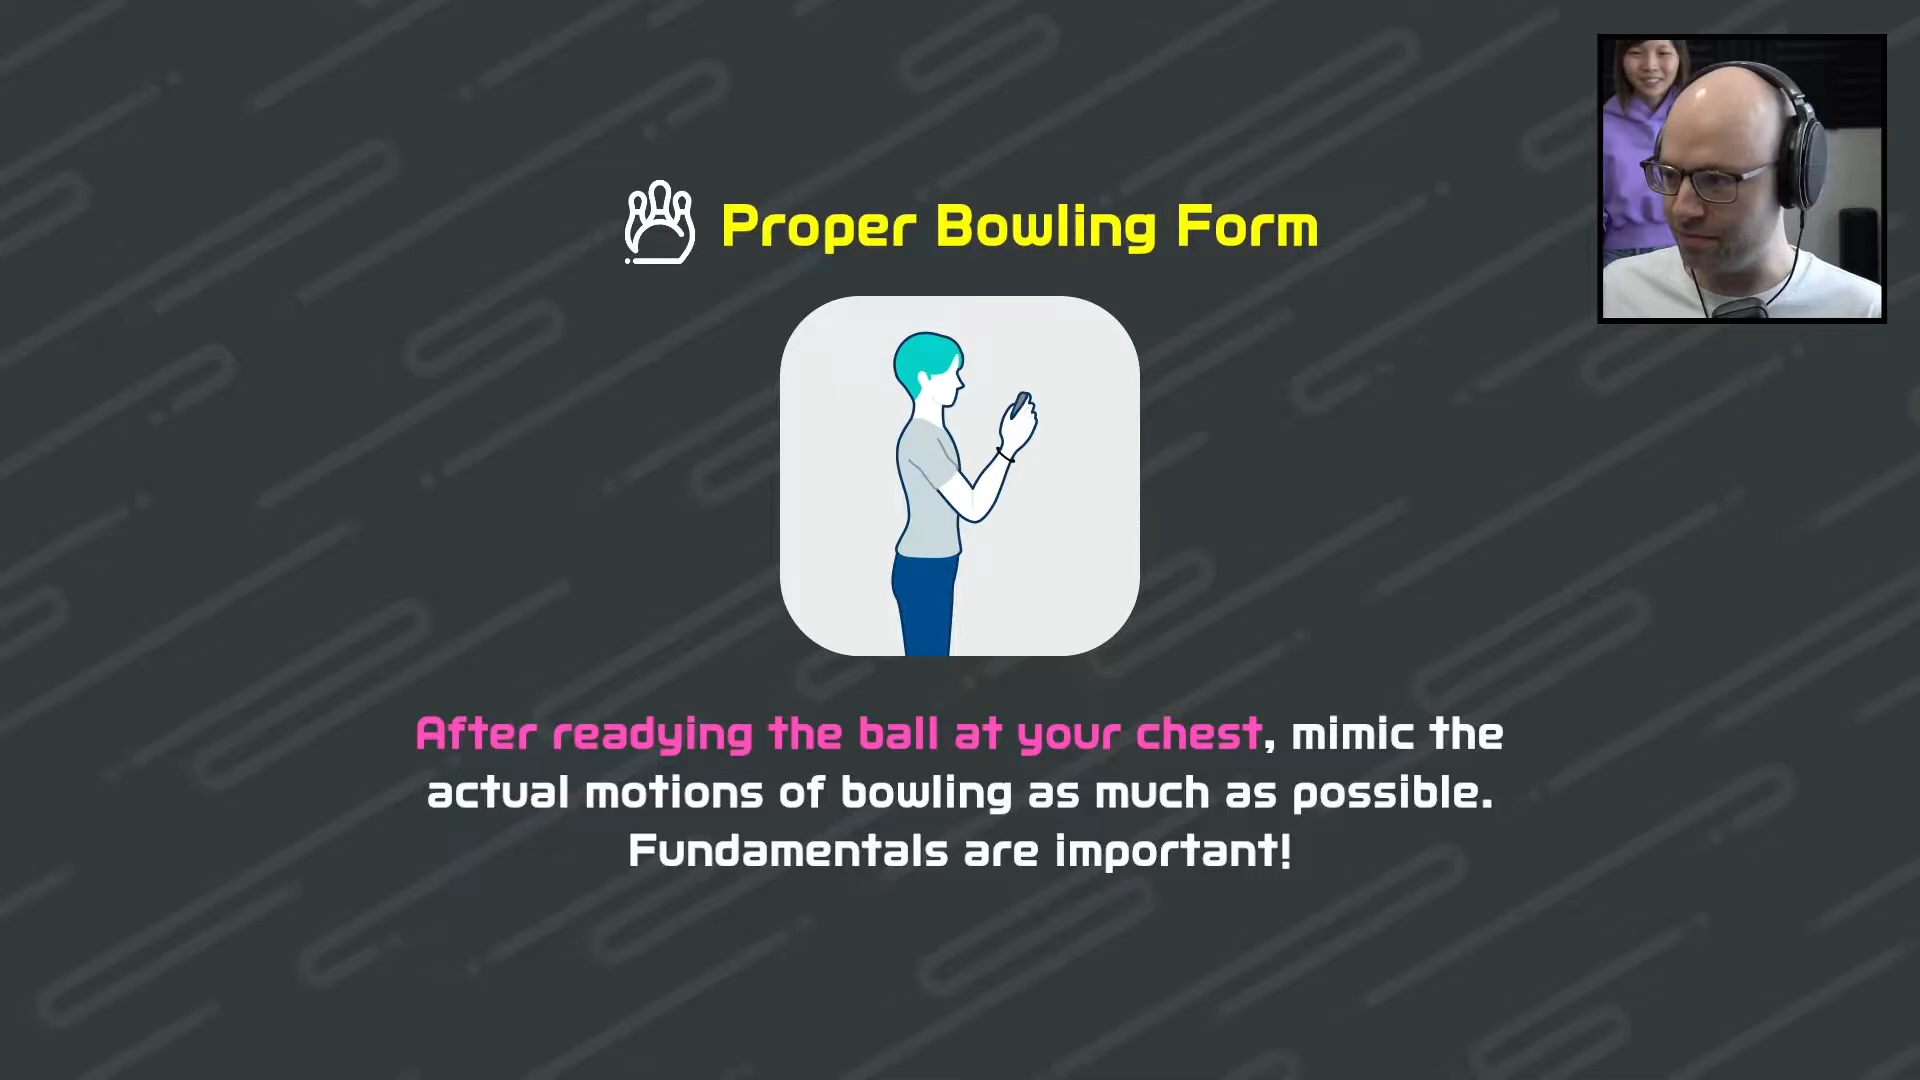 Proper Bowling Form
After readying the ball at your chest, mimic the
actual motions of bowling as much as possible.
Fundamentals are important!